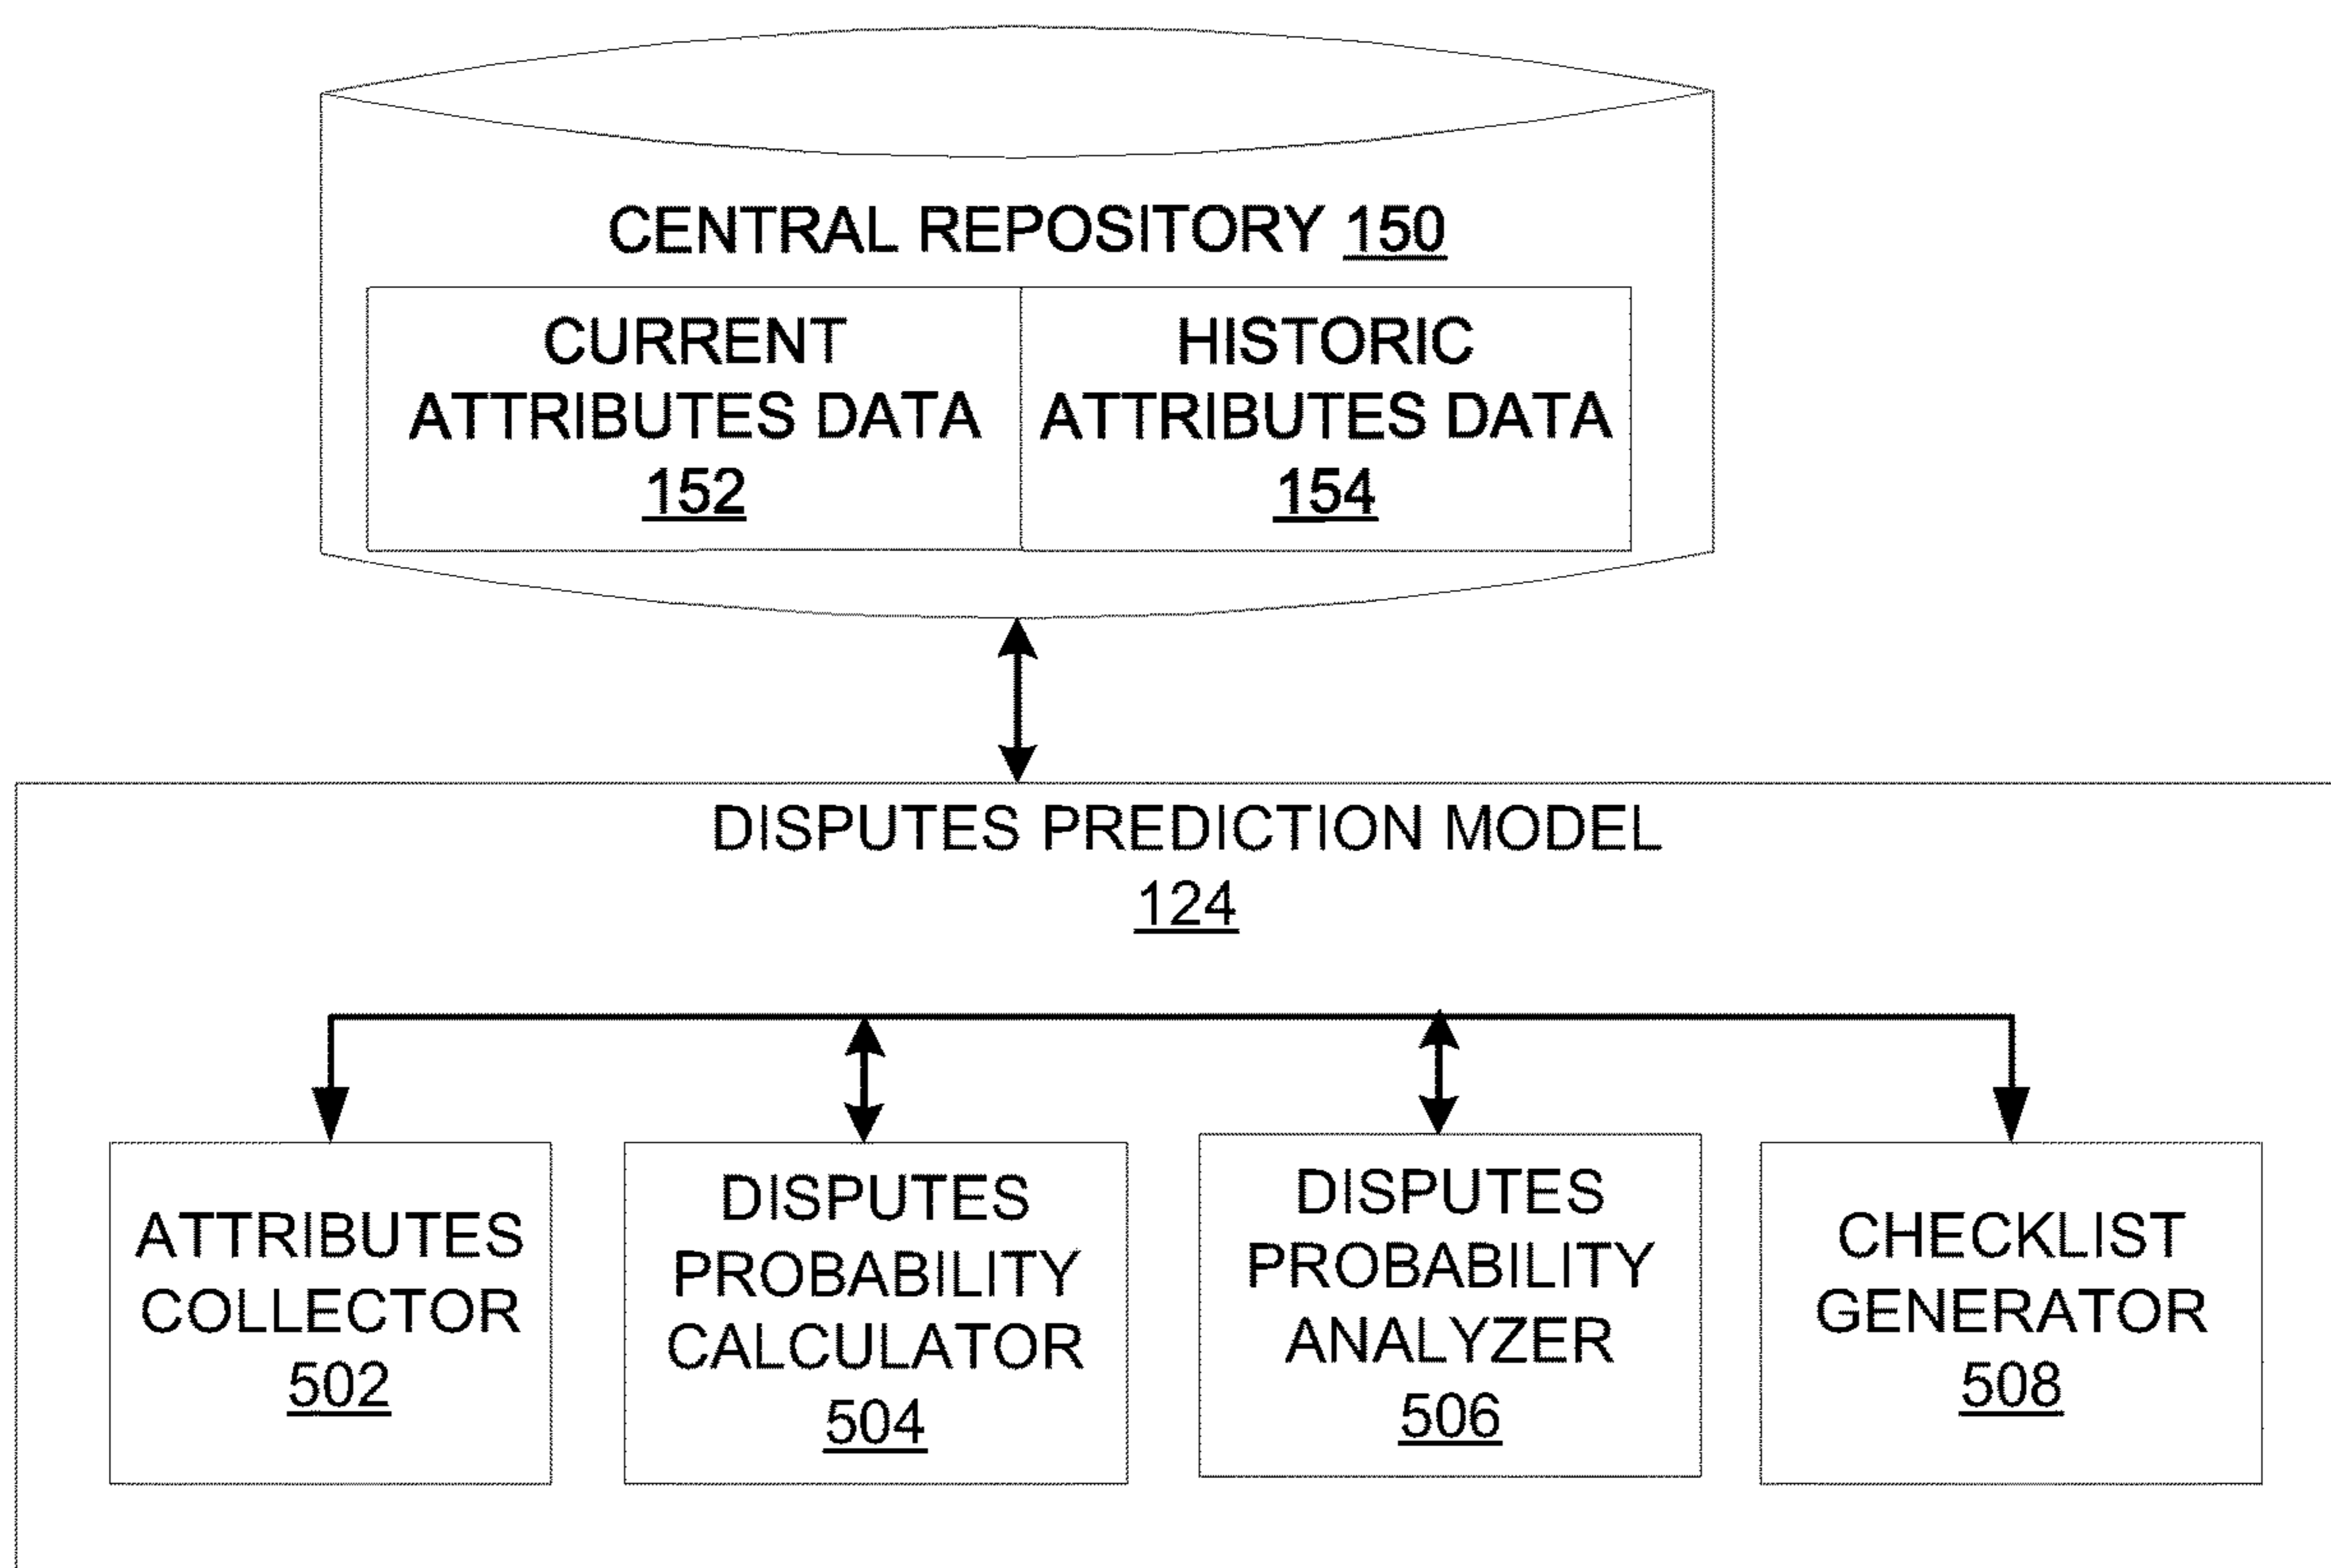 CENTRAL REPOSITORY 150
CURRENT
ATTRIBUTES DATA
152
HISTORIC
ATTRIBUTES DATA
154
DISPUTES PREDICTION MODEL
124
ATTRIBUTES
COLLECTOR
502
DISPUTES
PROBABILITY
CALCULATOR
504
DISPUTES
PROBABILITY
ANALYZER
506
CHECKLIST
GENERATOR
508